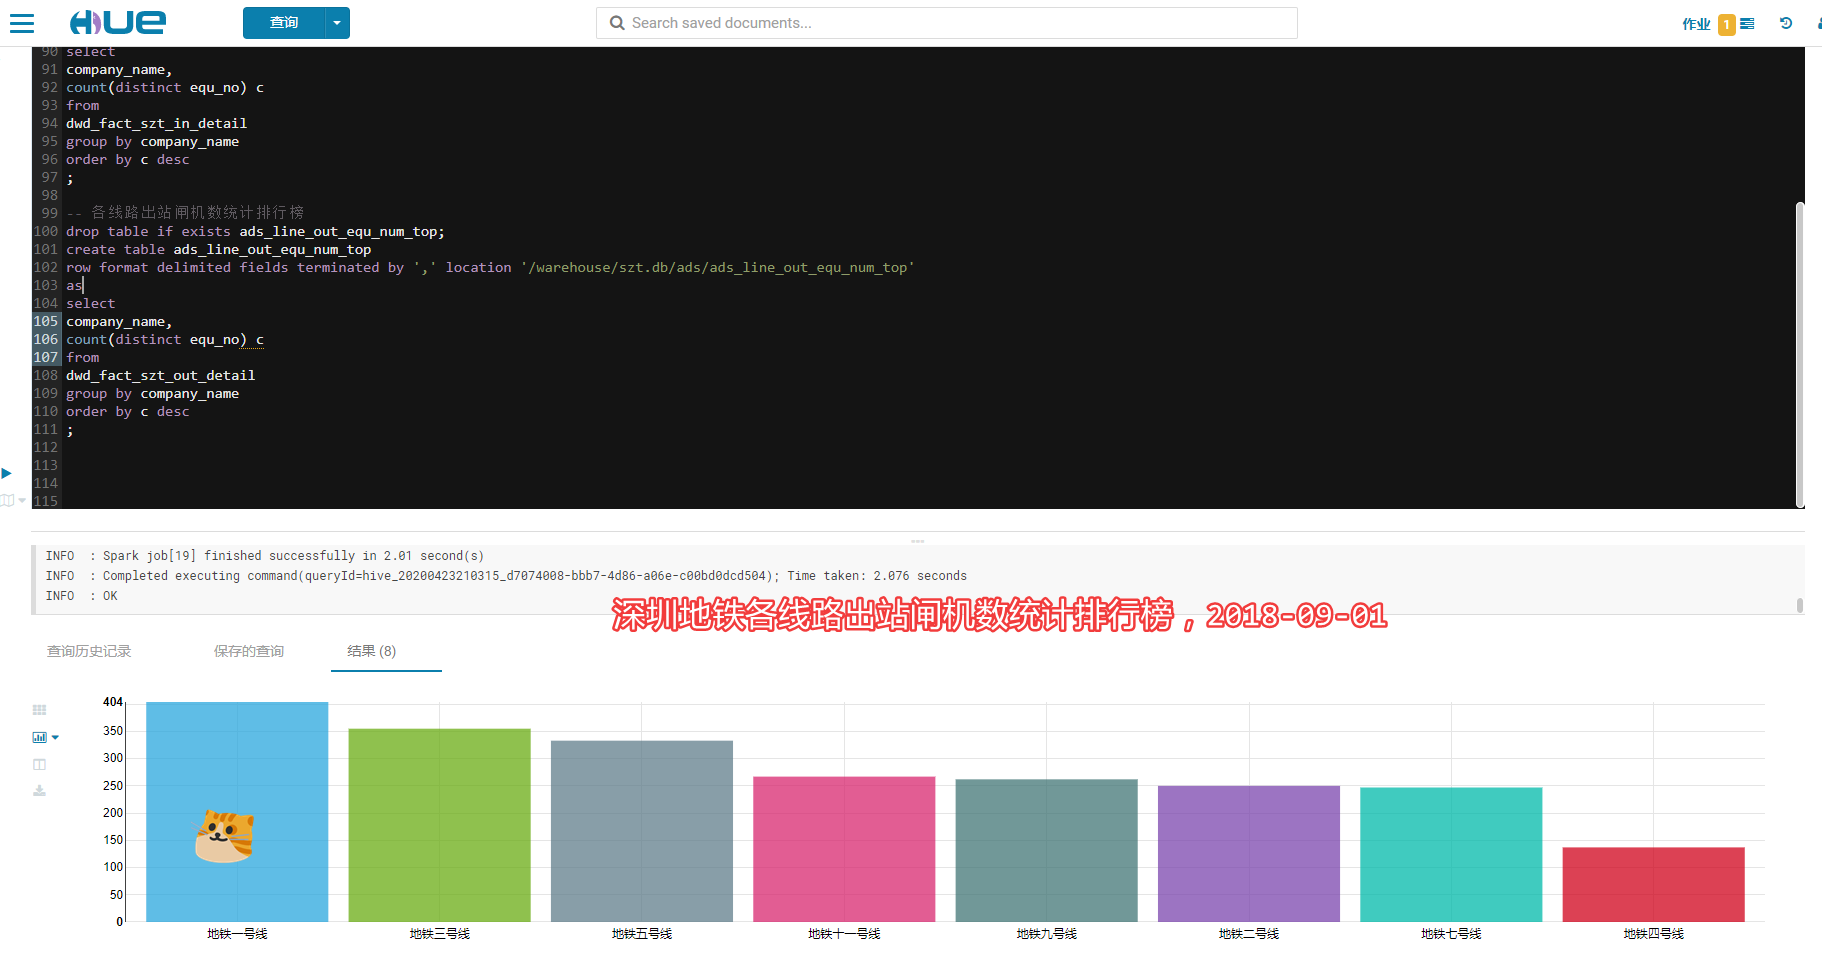 HUE
查询
Search saved documents...
作业
1
90 select
91 company_name,
92 count(distinct equ_no) c
93 from
94 dwd_fact_szt_in_detail
95 group by company_name
96 order by c desc
97 ;
98
99 -- 各线路出站闸机数统计排行榜
100 drop table if exists ads_line_out_equ_num_top;
101 create table ads_line_out_equ_num_top
102 row format delimited fields terminated by ',' location '/warehouse/szt.db/ads/ads_line_out_equ_num_top'
103 as
104 select
105 company_name,
106 count(distinct equ_no) c
107 from
108 dwd_fact_szt_out_detail
109 group by company_name
110 order by c desc
111 ;
112
113
114
115
INFO  : Spark job[19] finished successfully in 2.01 second(s)
INFO  : Completed executing command(queryId=hive_20200423210315_d7074008-bbb7-4d86-a06e-c00bd0dcd504); Time taken: 2.076 seconds
INFO  : OK
深圳地铁各线路出站闸机数统计排行榜，2018-09-01
查询历史记录
保存的查询
结果 (8)
404
350
300
250
200
150
100
50
0
地铁一号线
地铁三号线
地铁五号线
地铁十一号线
地铁九号线
地铁二号线
地铁七号线
地铁四号线